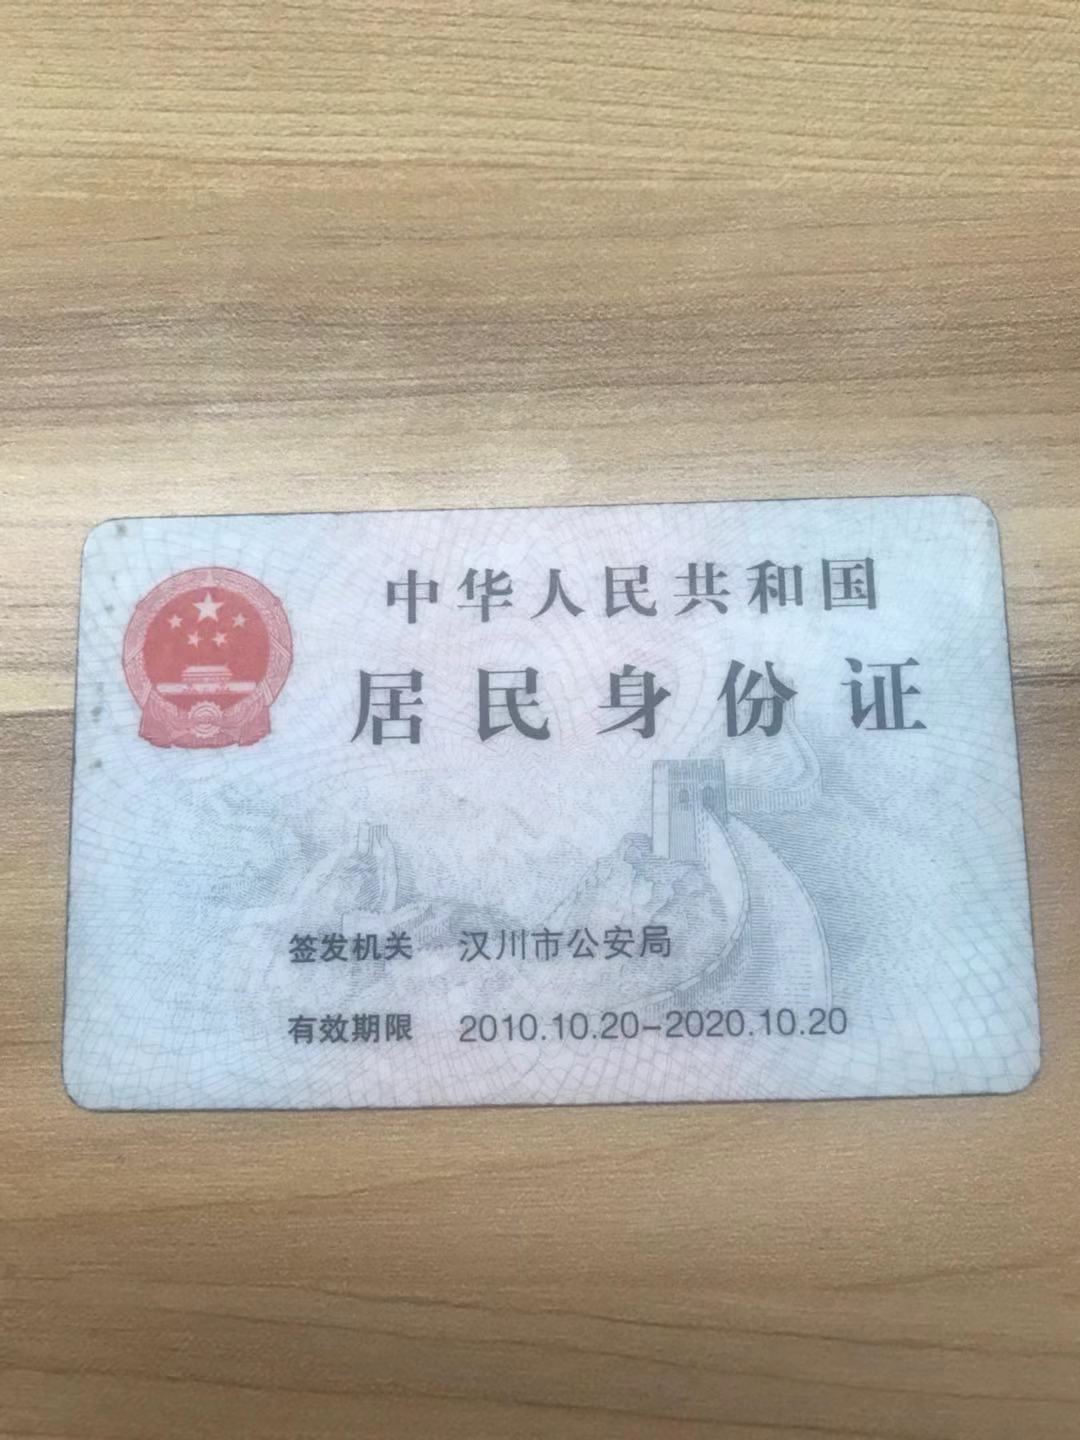 中华人民共和国
居民身份证
签发机关 汉川市公安局
有效期限 2010.10.20-2020.10.20